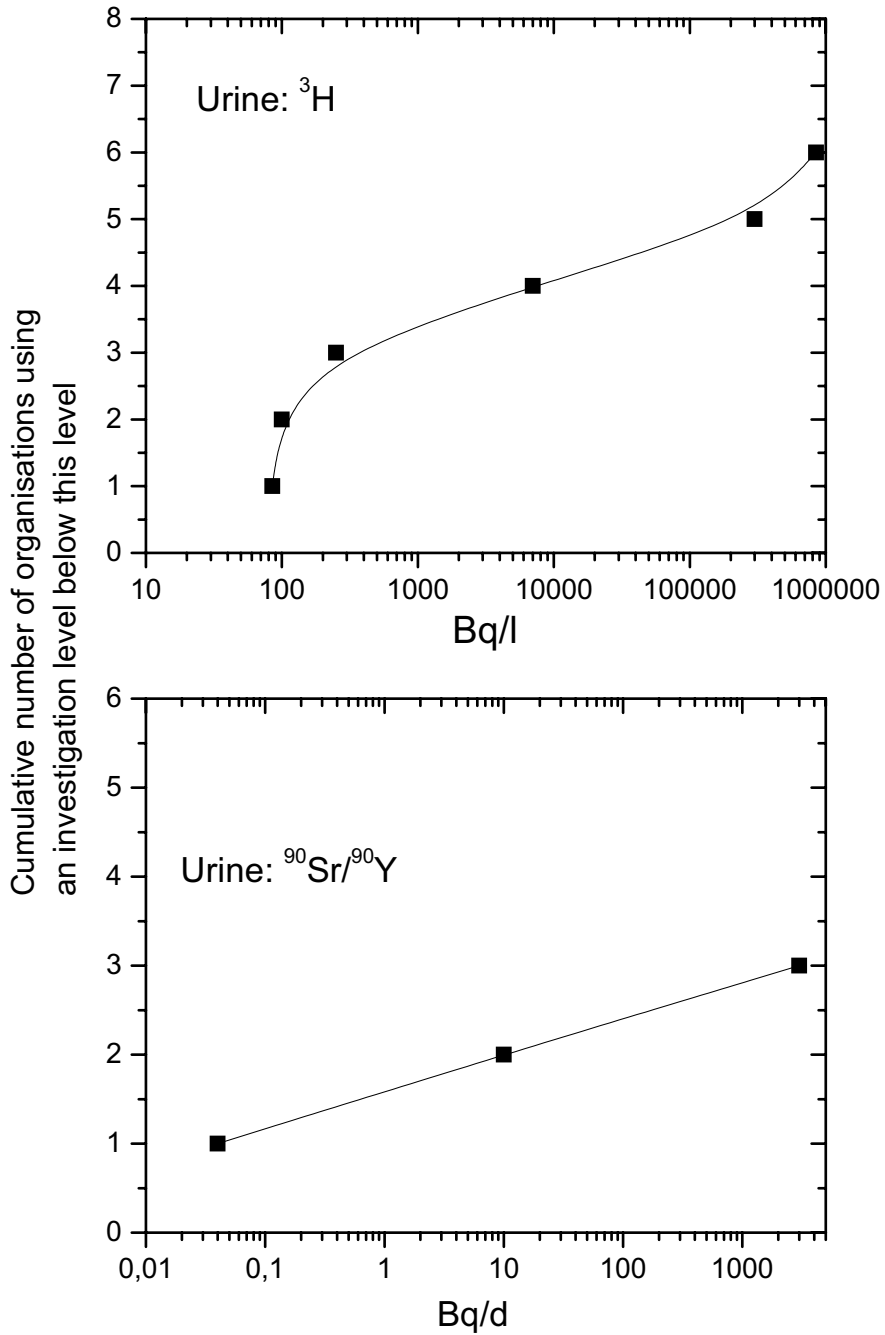 Cumulative number of organisations using
an investigation level below this level
8
7
6
5
4
3
2
1
0
Urine: ³H
10 100 1000 10000 100000 1000000
Bq/l
6
5
4
3
2
1
0
Urine: ⁹⁰Sr/⁹⁰Y
0,01 0,1 1 10 100 1000
Bq/d